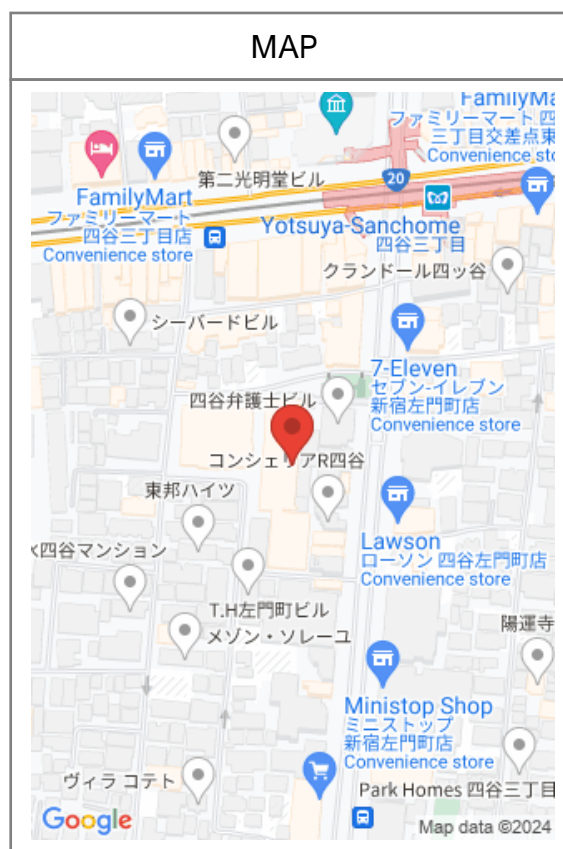 MAP
FamilyMa
ファミリーマート 四
三丁目交差点東
Convenience sto
第二光明堂ビル
20
FamilyMart
ファミリーマート
四谷三丁目店
Convenience store
Yotsuya-Sanchome
四谷三丁目
クランドール四ッ谷
シーバードビル
7-Eleven
セブン-イレブン
新宿左門町店
Convenience store
四谷弁護士ビル
コンシェリアR四谷
東邦ハイツ
Lawson
ローソン 四谷左門町店
Convenience store
四谷マンション
T.H左門町ビル
メゾン・ソレーユ
陽運寺
Ministop Shop
ミニストップ
新宿左門町店
Convenience store
ヴィラ コテト
Park Homes 四谷三丁目
Google
Map data ©2024